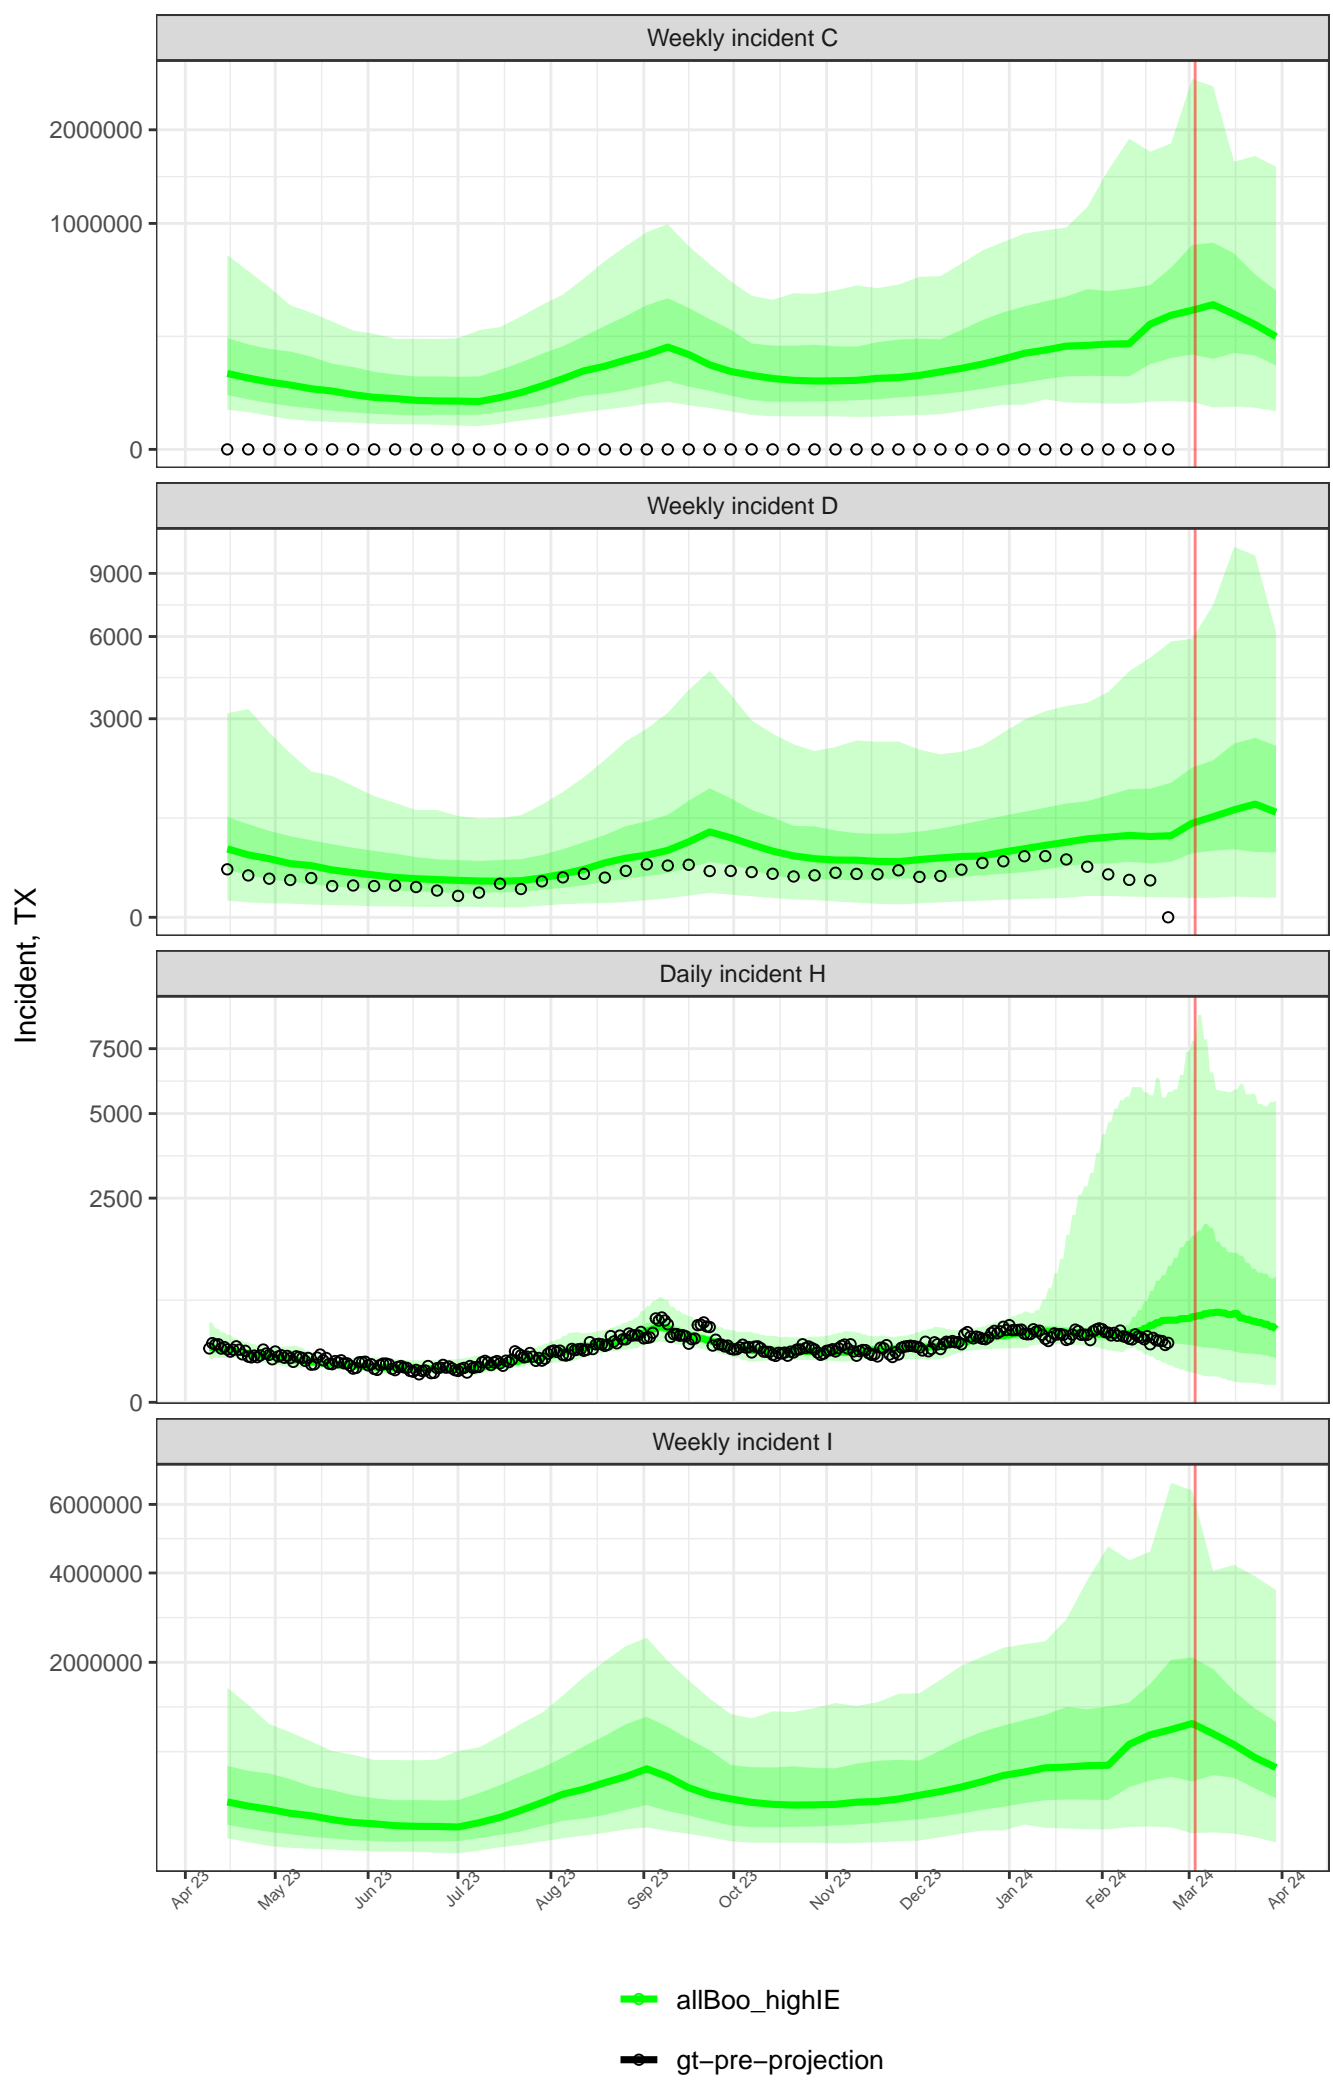 Weekly incident C
2000000
1000000
0
Weekly incident D
9000
6000
3000
0
Incident, TX
Daily incident H
7500
5000
2500
0
Weekly incident I
6000000
4000000
2000000
Apr 23
May 23
Jun 23
Jul 23
Aug 23
Sep 23
Oct 23
Nov 23
Dec 23
Jan 24
Feb 24
Mar 24
Apr 24
allBoo_highIE
gt−pre−projection